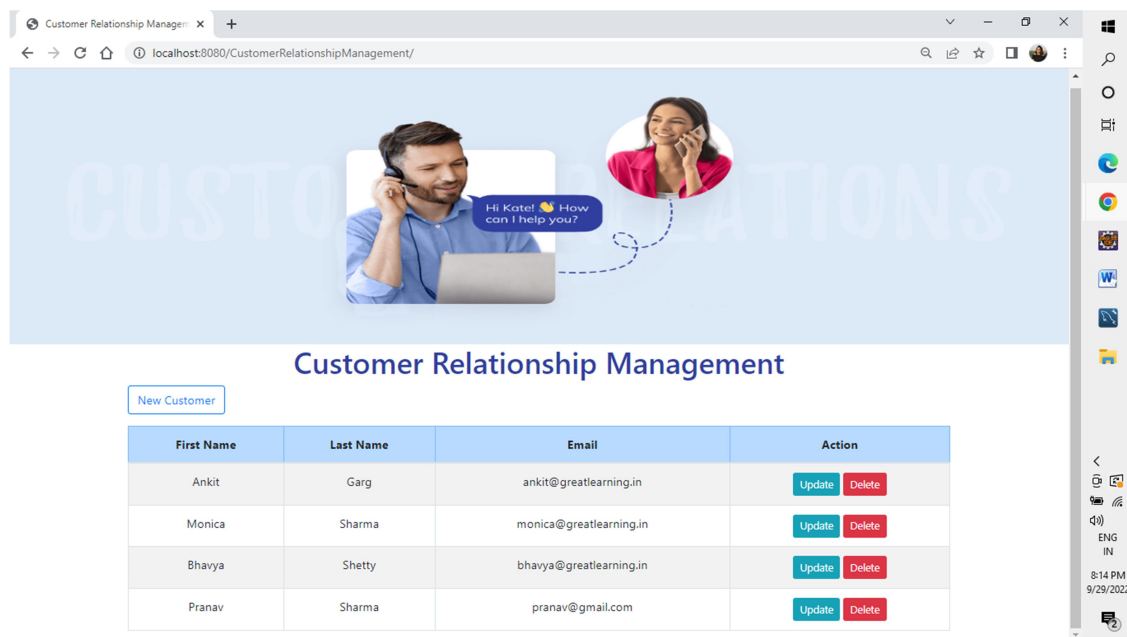 Customer Relationship Managem
localhost:8080/CustomerRelationshipManagement/
Hi Kate! 👋 How
can I help you?
Customer Relationship Management
New Customer
First Name Last Name Email Action
Ankit Garg ankit@greatlearning.in Update Delete
Monica Sharma monica@greatlearning.in Update Delete
Bhavya Shetty bhavya@greatlearning.in Update Delete
Pranav Sharma pranav@gmail.com Update Delete
ENG
IN
8:14 PM
9/29/2022
2